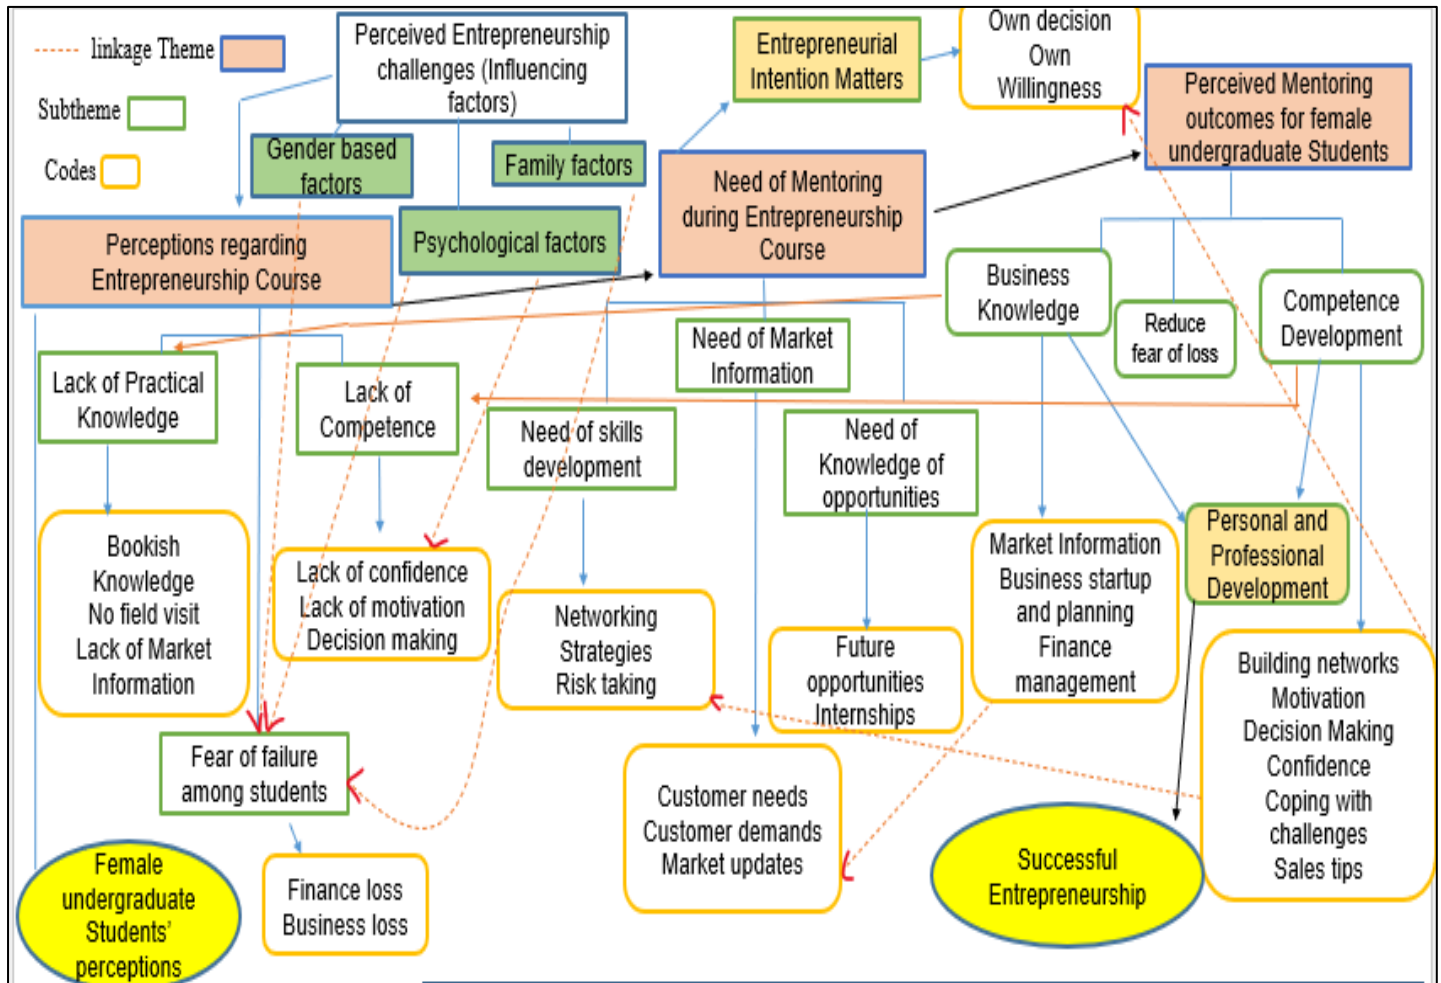 linkage Theme
Subtheme
Codes
Perceived Entrepreneurship
challenges (Influencing
factors)
Entrepreneurial
Intention Matters
Own decision
Own
Willingness
Perceived Mentoring
outcomes for female
undergraduate Students
Gender based
factors
Family factors
Psychological factors
Perceptions regarding
Entrepreneurship Course
Need of Mentoring
during Entrepreneurship
Course
Business
Knowledge
Reduce
fear of loss
Competence
Development
Lack of Practical
Knowledge
Lack of
Competence
Need of Market
Information
Need of skills
development
Need of
Knowledge of
opportunities
Personal and
Professional
Development
Bookish
Knowledge
No field visit
Lack of Market
Information
Lack of confidence
Lack of motivation
Decision making
Networking
Strategies
Risk taking
Future
opportunities
Internships
Market Information
Business startup
and planning
Finance
management
Building networks
Motivation
Decision Making
Confidence
Coping with
challenges
Sales tips
Fear of failure
among students
Customer needs
Customer demands
Market updates
Finance loss
Business loss
Female
undergraduate
Students'
perceptions
Successful
Entrepreneurship